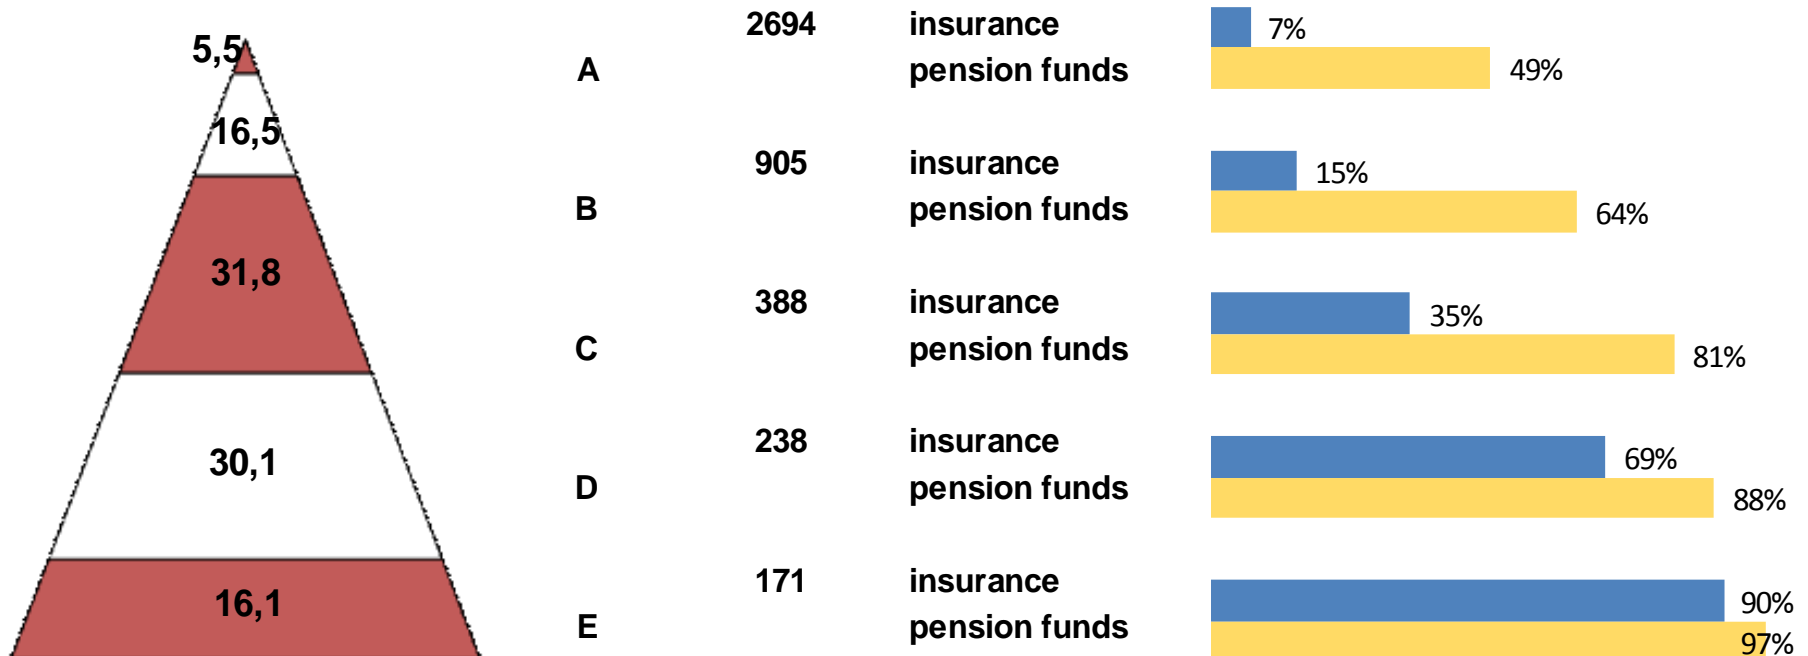 5,5
2694 insurance 7%
A pension funds 49%
16,5
905 insurance 15%
B pension funds 64%
31,8
388 insurance 35%
C pension funds 81%
30,1
238 insurance 69%
D pension funds 88%
16,1
171 insurance 90%
E pension funds 97%